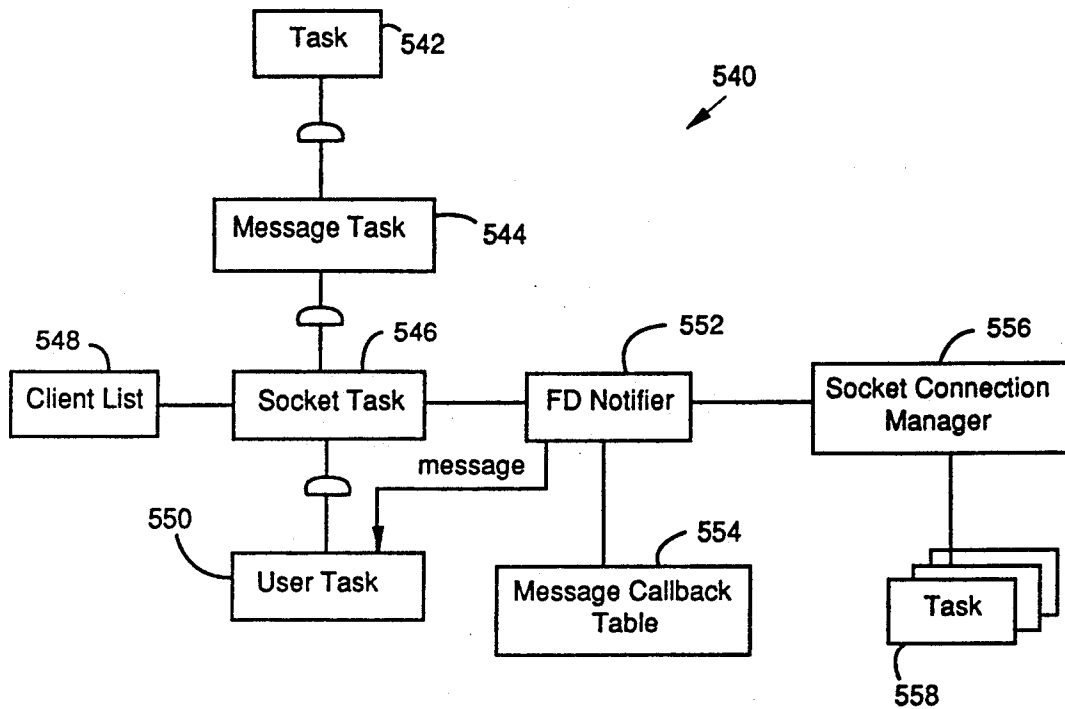 Task
542
540
Message Task
544
548
546
552
556
Client List
Socket Task
FD Notifier
Socket Connection
Manager
message
550
554
User Task
Message Callback
Table
Task
558